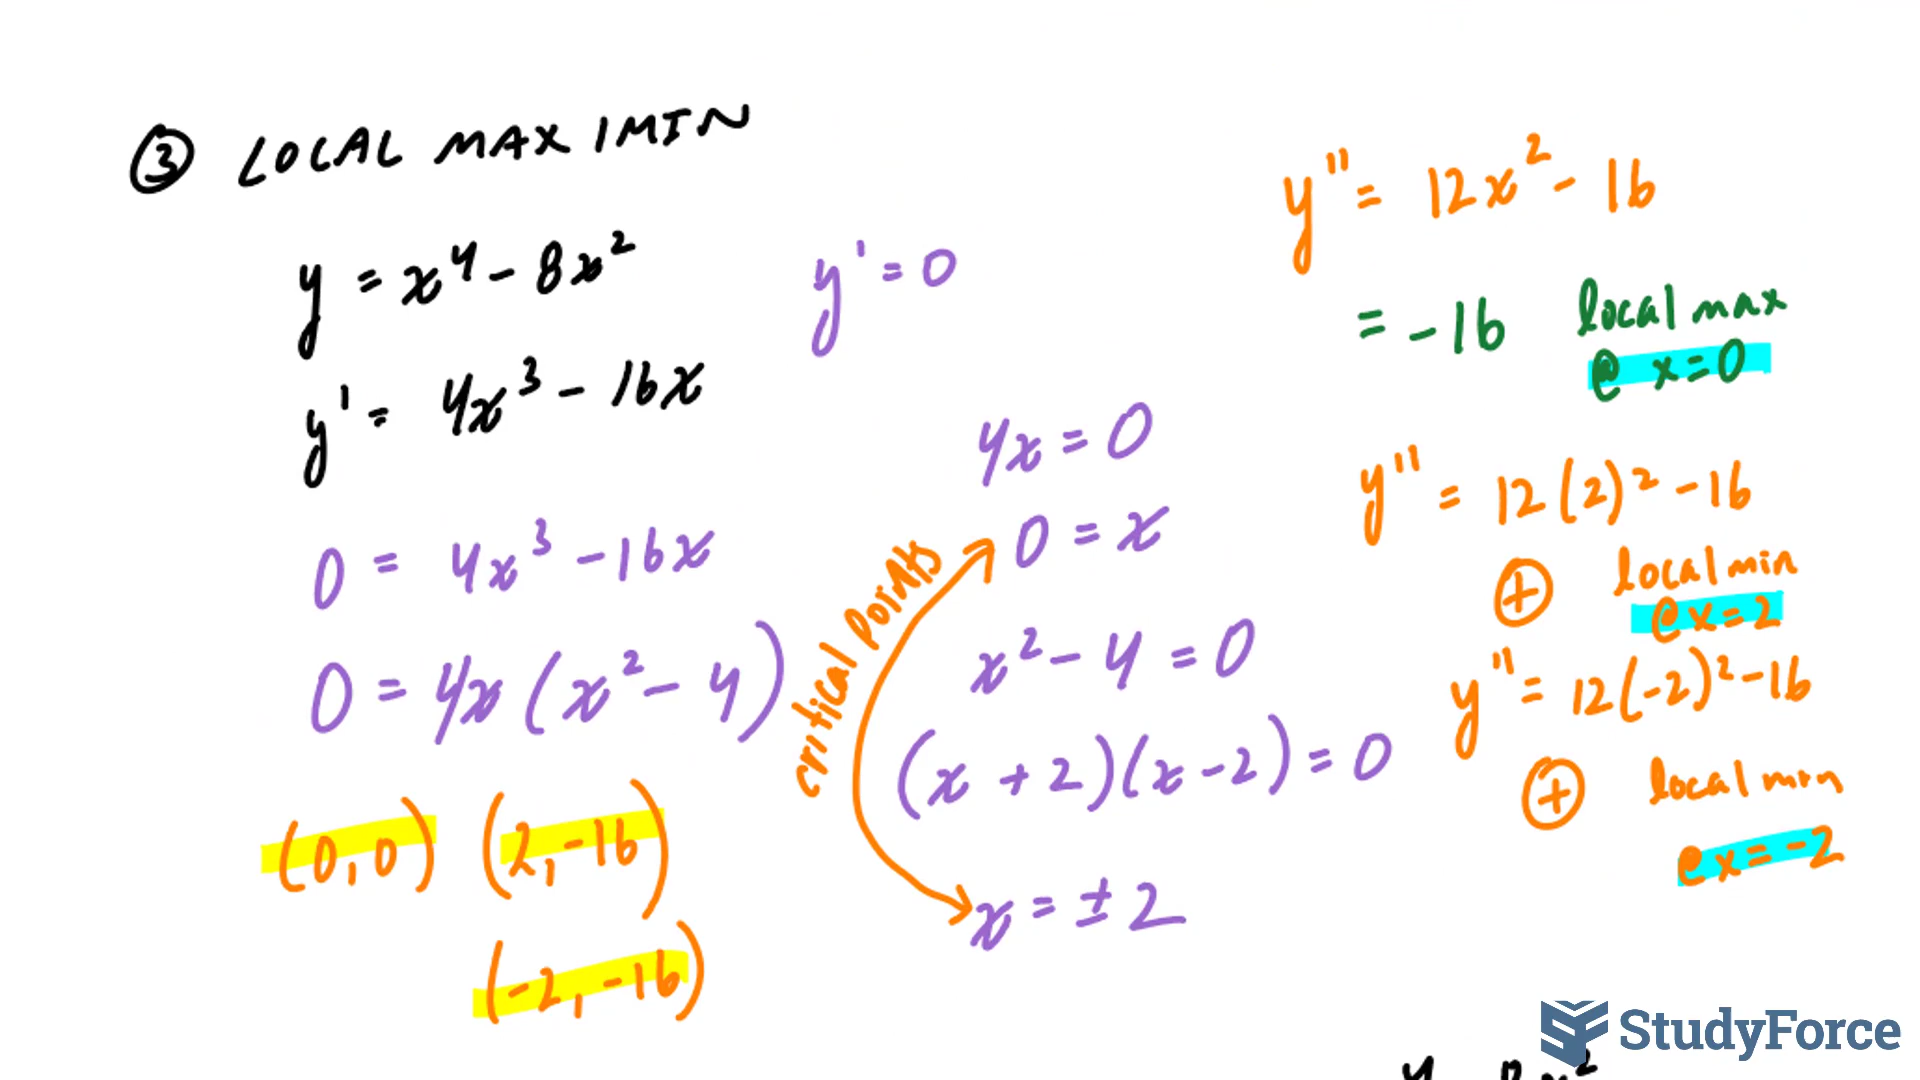 ③ LOCAL MAX / MIN
y = x⁴ - 8x²
y' = 0
y' = 4x³ - 16x
0 = 4x³ - 16x
0 = 4x (x² - 4)
(0, 0) (2, -16)
(-2, -16)
critical points
4x = 0
0 = x
x² - 4 = 0
(x + 2)(x - 2) = 0
x = ± 2
y'' = 12x² - 16
= -16 local max
@ x = 0
y'' = 12(2)² - 16
⊕ local min
@ x = 2
y'' = 12(-2)² - 16
⊕ local min
@ x = -2
StudyForce